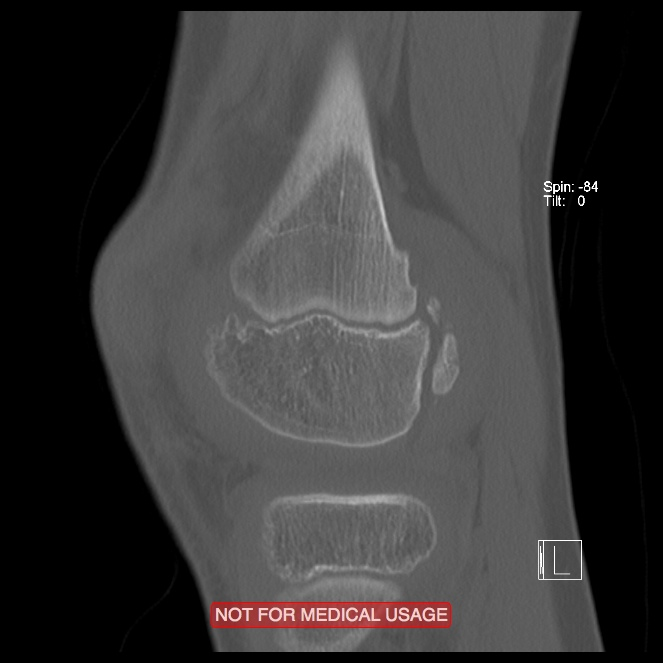 Spin: -84
Tilt: 0
L
NOT FOR MEDICAL USAGE